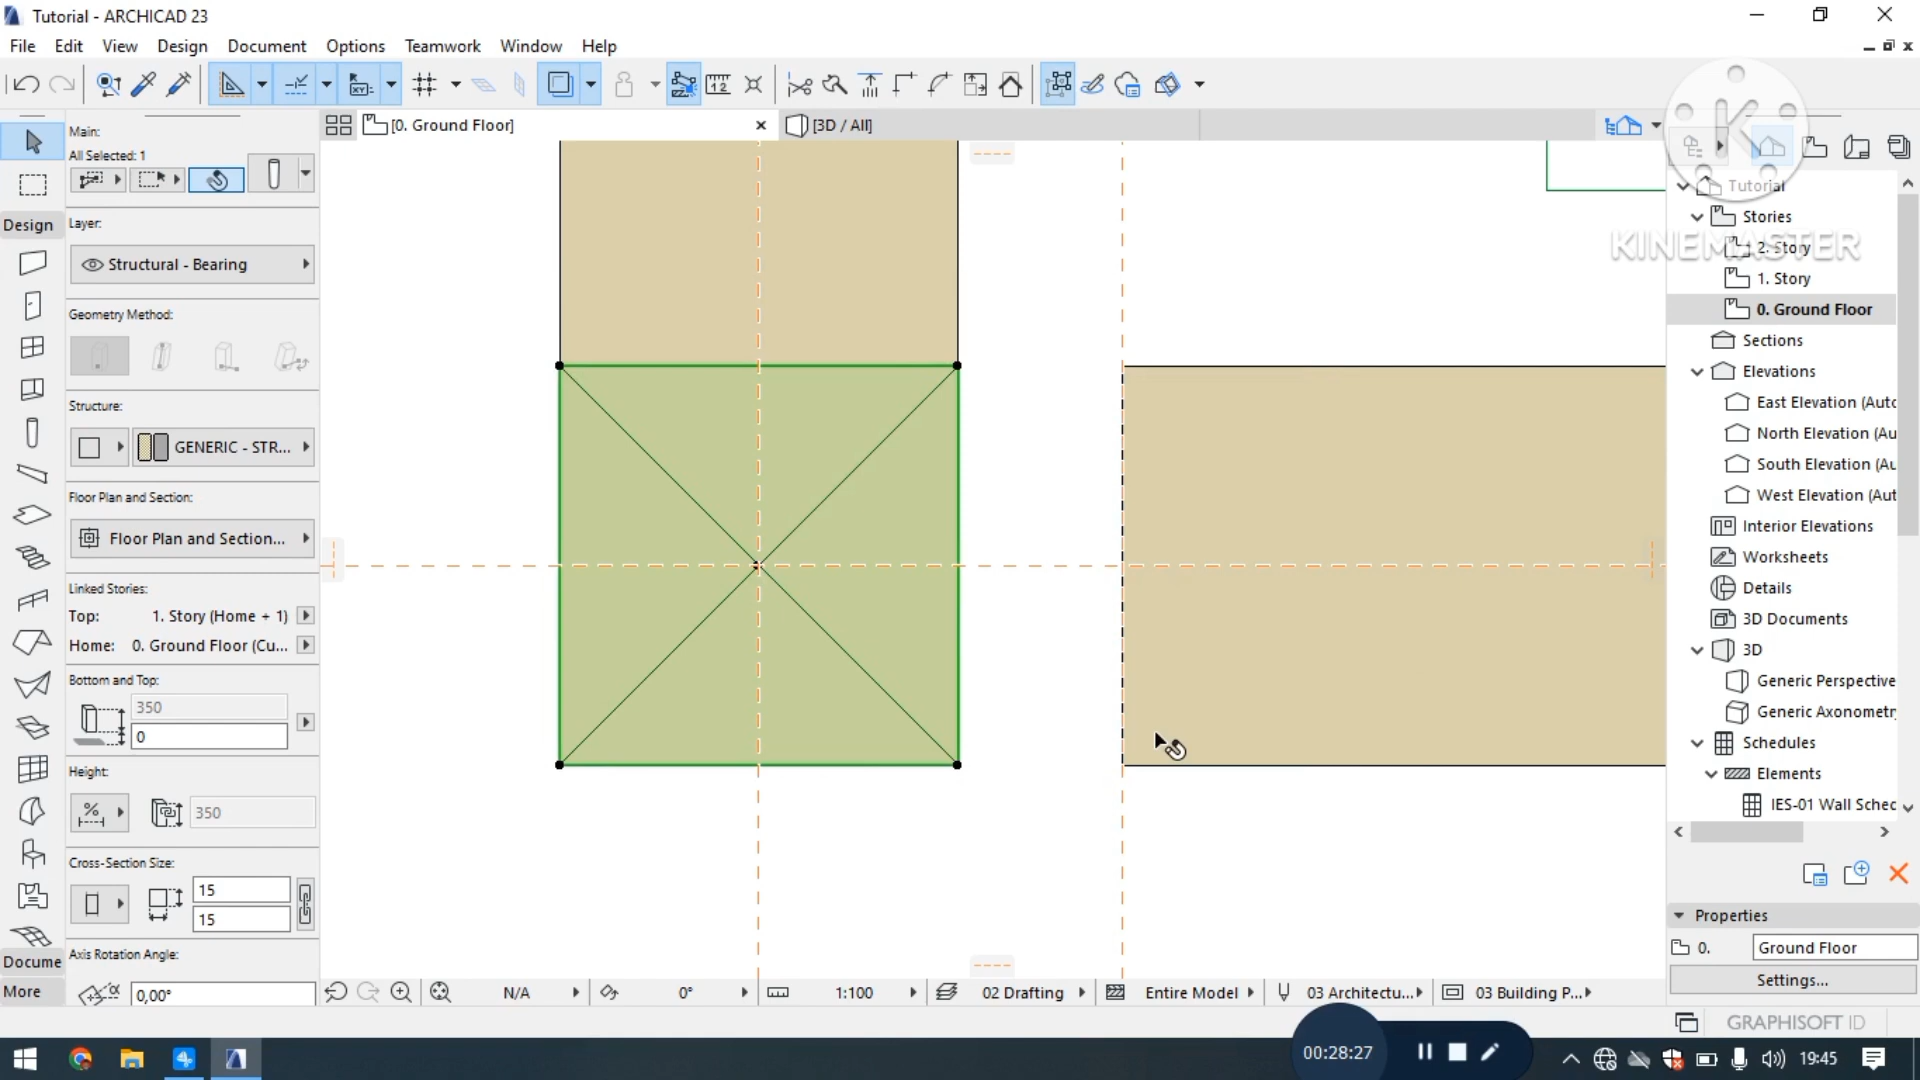 Tutorial - ARCHICAD 23
File Edit View Design Document Options Teamwork Window Help
[0. Ground Floor]
[3D / All]
Main:
All Selected: 1
Design
Layer:
Structural - Bearing
Geometry Method:
Structure:
GENERIC - STR...
Floor Plan and Section:
Floor Plan and Section...
Linked Stories:
Top: 1. Story (Home + 1)
Home: 0. Ground Floor (Cu...
Bottom and Top:
350
0
Height:
350
Cross-Section Size:
15
15
Axis Rotation Angle:
0,00°
Docume
More
N/A 0° 1:100 02 Drafting Entire Model 03 Architectu... 03 Building P...
Tutorial
Stories
KINEMASTER
2. Story
1. Story
0. Ground Floor
Sections
Elevations
East Elevation (Auto
North Elevation (Au
South Elevation (Au
West Elevation (Aut
Interior Elevations
Worksheets
Details
3D Documents
3D
Generic Perspective
Generic Axonometr
Schedules
Elements
IES-01 Wall Sched
Properties
0. Ground Floor
Settings...
GRAPHISOFT ID
00:28:27
19:45